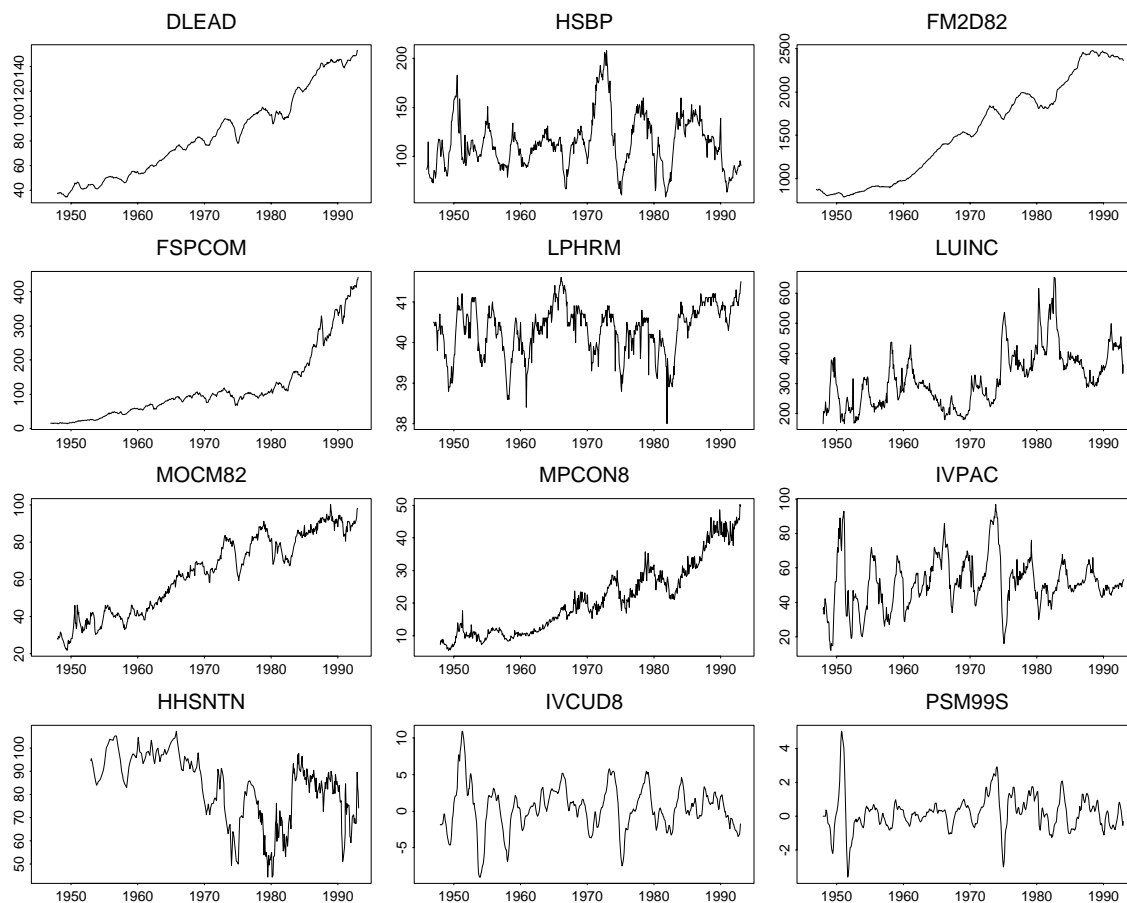 DLEAD HSBP FM2D82
40 60 80 100 120 140
100 150 200
1000 1500 2000 2500
1950 1960 1970 1980 1990
1950 1960 1970 1980 1990
1950 1960 1970 1980 1990
FSPCOM LPHRM LUINC
0 100 200 300 400
38 39 40 41
200 300 400 500 600
1950 1960 1970 1980 1990
1950 1960 1970 1980 1990
1950 1960 1970 1980 1990
MOCM82 MPCON8 IVPAC
20 40 60 80 100
10 20 30 40 50
20 40 60 80 100
1950 1960 1970 1980 1990
1950 1960 1970 1980 1990
1950 1960 1970 1980 1990
HHSNTN IVCUD8 PSM99S
50 60 70 80 90 100
-5 0 5 10
-2 0 2 4
1950 1960 1970 1980 1990
1950 1960 1970 1980 1990
1950 1960 1970 1980 1990